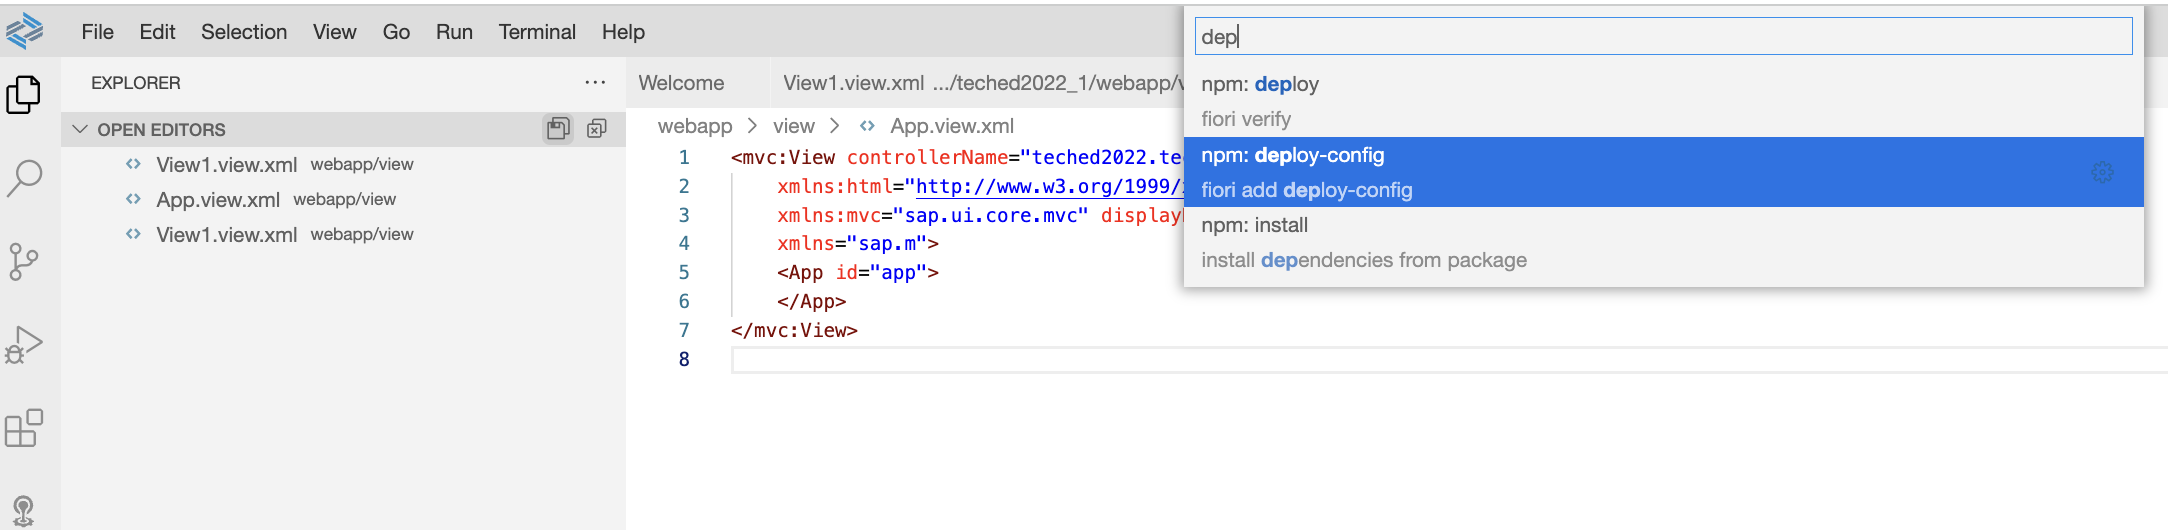 File Edit Selection View Go Run Terminal Help
EXPLORER
OPEN EDITORS
View1.view.xml webapp/view
App.view.xml webapp/view
View1.view.xml webapp/view
Welcome View1.view.xml .../teched2022_1/webapp/v
webapp > view > App.view.xml
1 <mvc:View controllerName="teched2022.te
2 xmlns:html="http://www.w3.org/1999/
3 xmlns:mvc="sap.ui.core.mvc" display
4 xmlns="sap.m">
5 <App id="app">
6 </App>
7 </mvc:View>
8
dep
npm: deploy
fiori verify
npm: deploy-config
fiori add deploy-config
npm: install
install dependencies from package